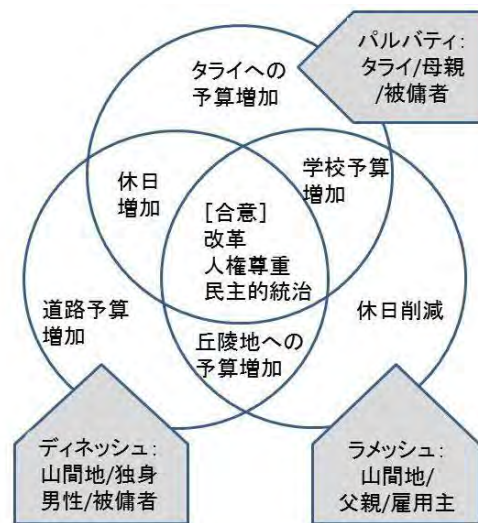 パルバティ:
タライ/母親
/被傭者
タライへの
予算増加
休日
増加
学校予算
増加
[合意]
改革
人権尊重
民主的統治
道路予算
増加
休日削減
丘陵地への
予算増加
ディネッシュ:
山間地/独身
男性/被傭者
ラメッシュ:
山間地/
父親/雇用主